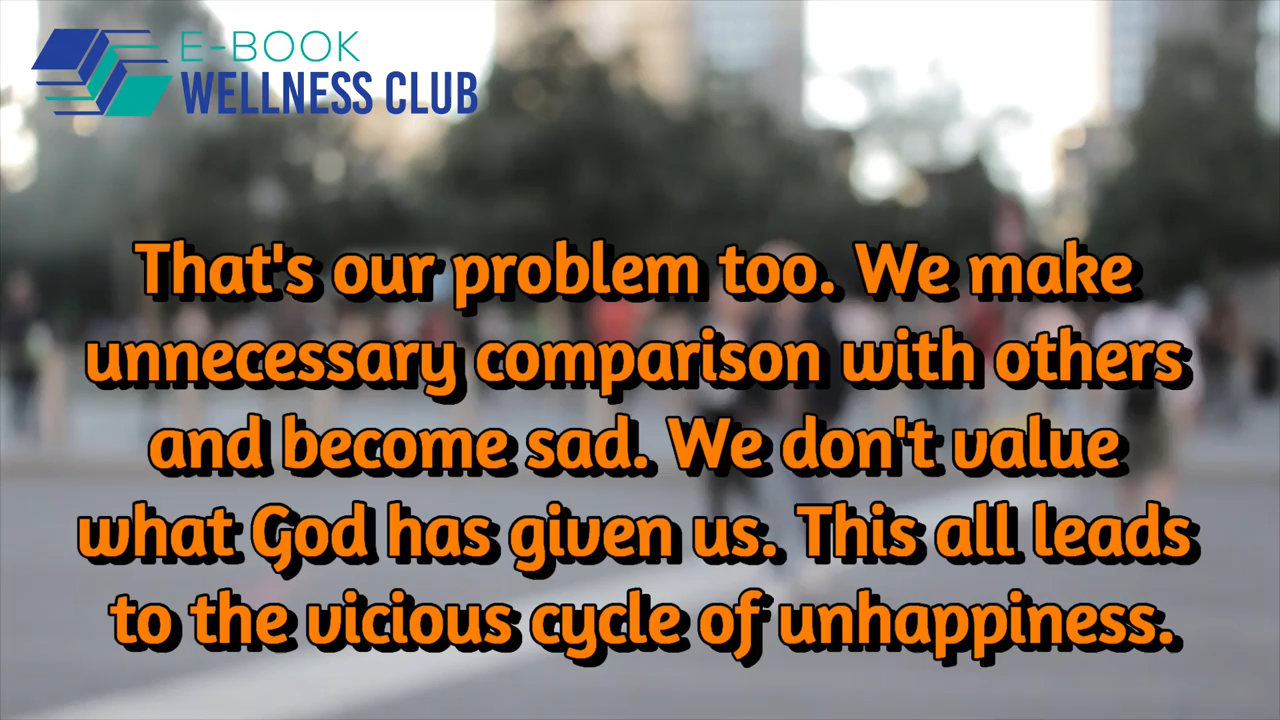 E-BOOK
WELLNESS CLUB
That's our problem too. We make
unnecessary comparison with others
and become sad. We don't value
what God has given us. This all leads
to the vicious cycle of unhappiness.